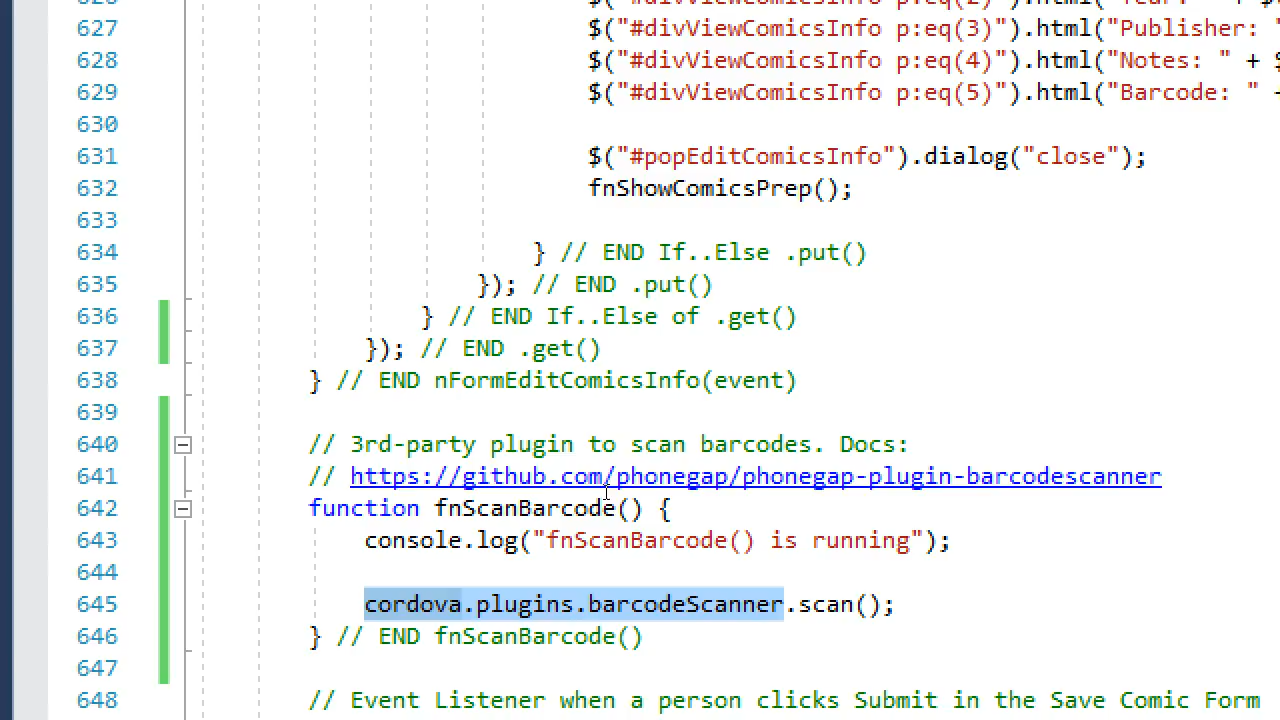 627 $("#divViewComicsInfo p:eq(3)").html("Publisher: "
628 $("#divViewComicsInfo p:eq(4)").html("Notes: " + $
629 $("#divViewComicsInfo p:eq(5)").html("Barcode: " +
630
631 $("#popEditComicsInfo").dialog("close");
632 fnShowComicsPrep();
633
634 } // END If..Else .put()
635 }); // END .put()
636 } // END If..Else of .get()
637 }); // END .get()
638 } // END nFormEditComicsInfo(event)
639
640 // 3rd-party plugin to scan barcodes. Docs:
641 // https://github.com/phonegap/phonegap-plugin-barcodescanner
642 function fnScanBarcode() {
643 console.log("fnScanBarcode() is running");
644
645 cordova.plugins.barcodeScanner.scan();
646 } // END fnScanBarcode()
647
648 // Event Listener when a person clicks Submit in the Save Comic Form